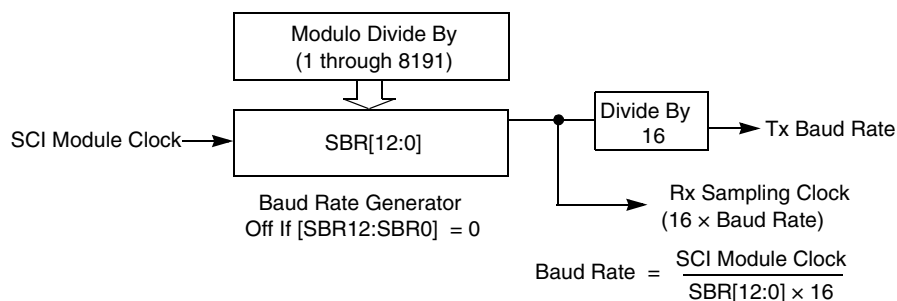 Modulo Divide By
(1 through 8191)
SCI Module Clock
SBR[12:0]
Divide By
16
Tx Baud Rate
Baud Rate Generator
Off If [SBR12:SBR0] = 0
Rx Sampling Clock
(16 × Baud Rate)
Baud Rate = SCI Module Clock
SBR[12:0] × 16